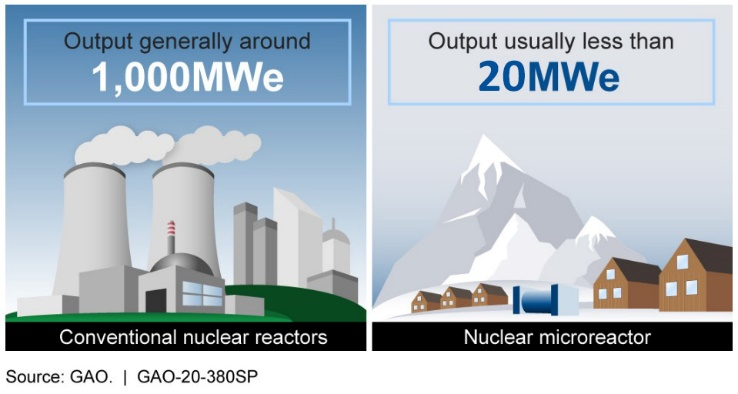 Output generally around
1,000MWe
Conventional nuclear reactors
Output usually less than
20MWe
Nuclear microreactor
Source: GAO. | GAO-20-380SP